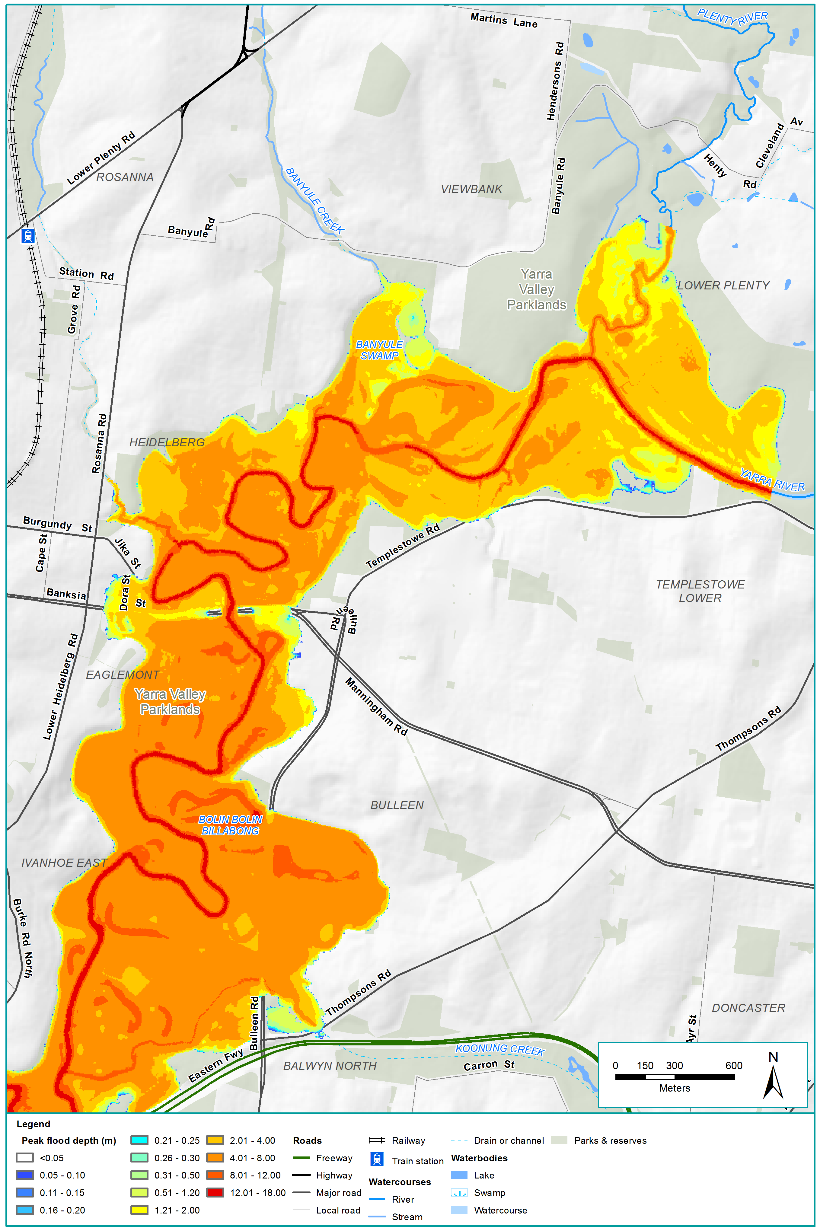 PLENTY RIVER
Martins Lane
Hendersons Rd
Av
Cleveland
Lower Plenty Rd
ROSANNA
BANYULE CREEK
VIEWBANK
Banyule Rd
Henty
Rd
Banyule Rd
Station Rd
Grove Rd
Yarra
Valley
Parklands
LOWER PLENTY
BANYULE
SWAMP
Rosanna Rd
HEIDELBERG
YARRA RIVER
Burgundy St
Cape St
Jika St
Templestowe Rd
TEMPLESTOWE
LOWER
Banksia
Dora St
St
Bulleen
Rd
Lower Heidelberg Rd
EAGLEMONT
Yarra Valley
Parklands
Manningham Rd
Thompsons Rd
BOLIN BOLIN
BILLABONG
BULLEEN
IVANHOE EAST
Burke Rd North
Thompsons Rd
Bulleen Rd
DONCASTER
Ayr St
Eastern Fwy
KOONUNG CREEK
BALWYN NORTH
Carron St
N
0 150 300 600
Meters
Legend
Peak flood depth (m)
<0.05
0.05 - 0.10
0.11 - 0.15
0.16 - 0.20
0.21 - 0.25
0.26 - 0.30
0.31 - 0.50
0.51 - 1.20
1.21 - 2.00
2.01 - 4.00
4.01 - 8.00
8.01 - 12.00
12.01 - 18.00
Roads
Freeway
Highway
Major road
Local road
Railway
Train station
Watercourses
River
Stream
Drain or channel
Waterbodies
Lake
Swamp
Watercourse
Parks & reserves